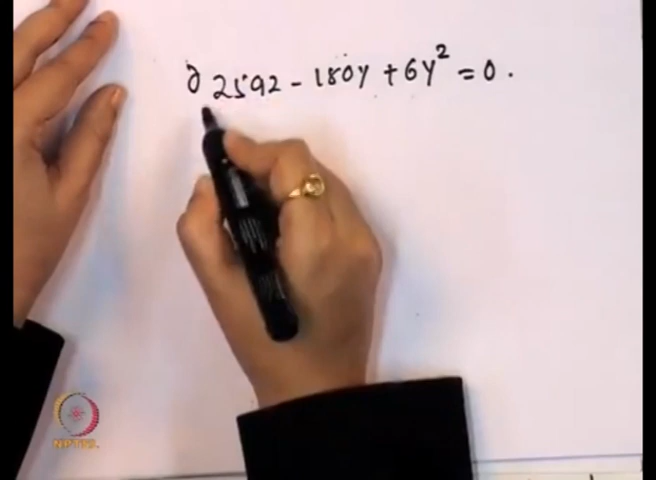 ∂ 2592 - 180y + 6y² = 0.
NPTEL